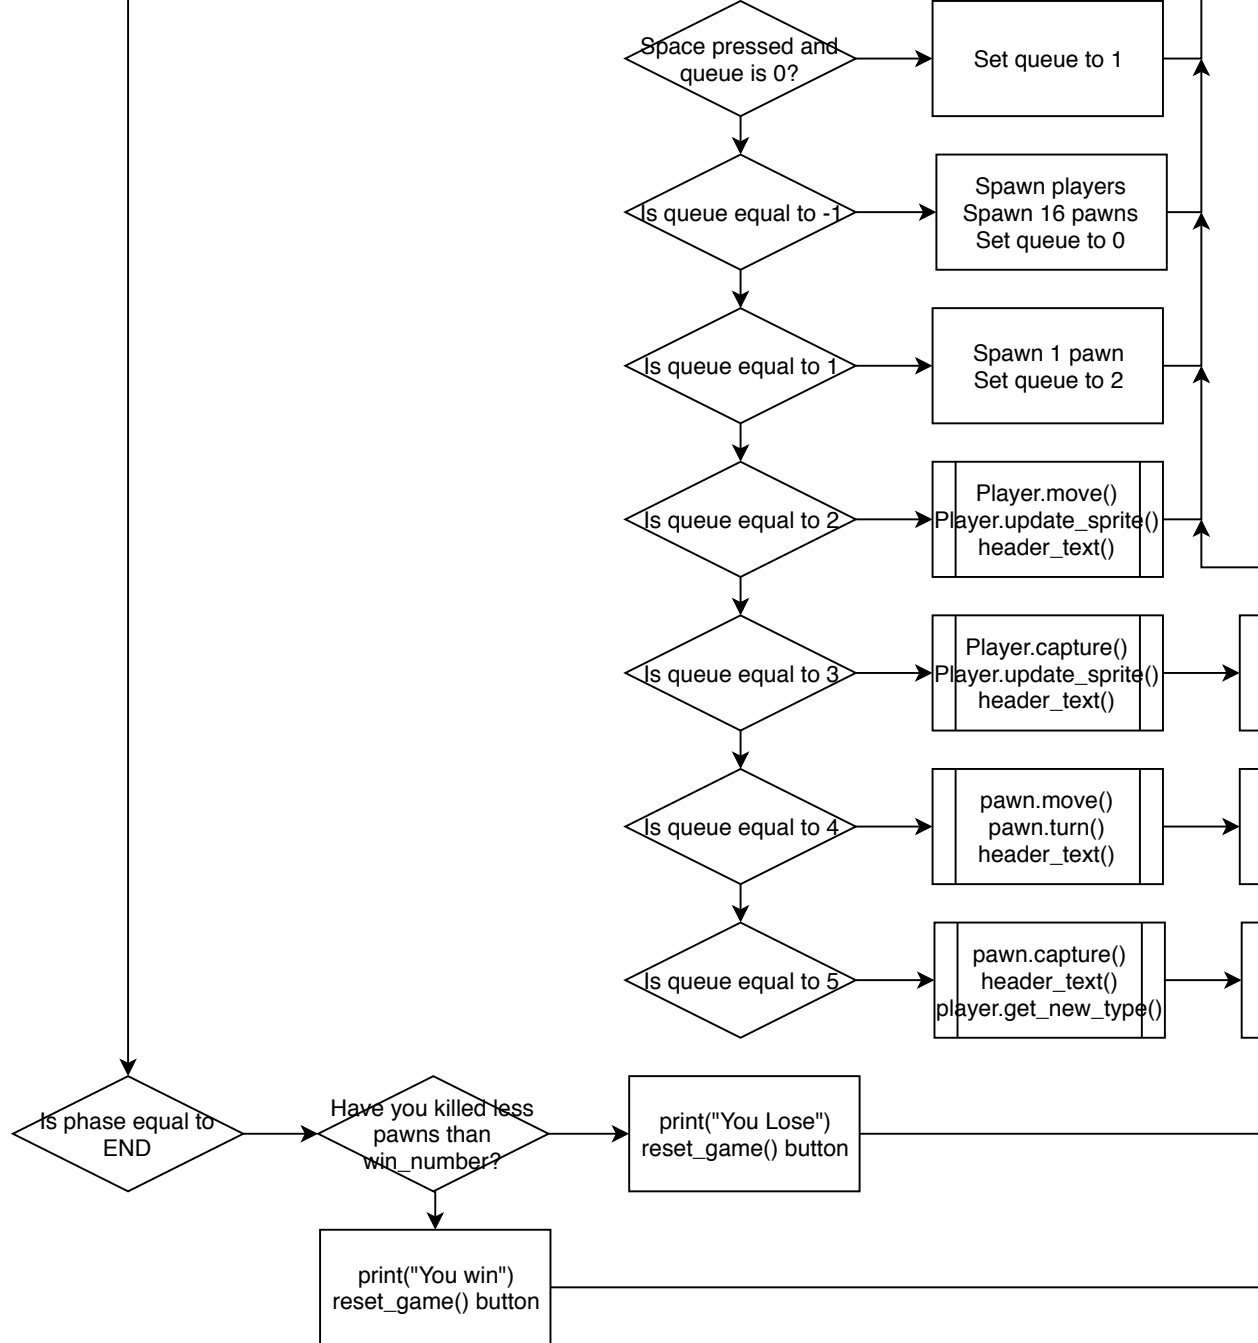 Space pressed and
queue is 0?
Set queue to 1
Is queue equal to -1
Spawn players
Spawn 16 pawns
Set queue to 0
Is queue equal to 1
Spawn 1 pawn
Set queue to 2
Is queue equal to 2
Player.move()
Player.update_sprite()
header_text()
Is queue equal to 3
Player.capture()
Player.update_sprite()
header_text()
Is queue equal to 4
pawn.move()
pawn.turn()
header_text()
Is queue equal to 5
pawn.capture()
header_text()
player.get_new_type()
Is phase equal to
END
Have you killed less
pawns than
win_number?
print("You Lose")
reset_game() button
print("You win")
reset_game() button